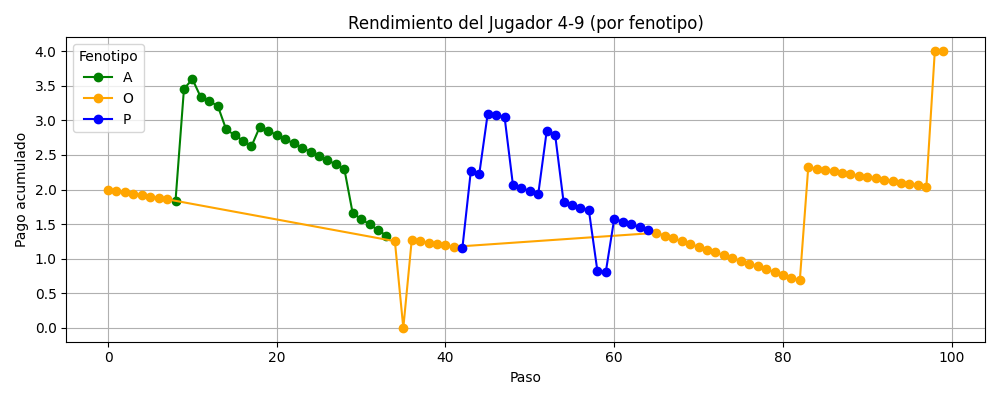 Rendimiento del Jugador 4-9 (por fenotipo)
Fenotipo
A
O
P
Pago acumulado
4.0
3.5
3.0
2.5
2.0
1.5
1.0
0.5
0.0
0 20 40 60 80 100
Paso